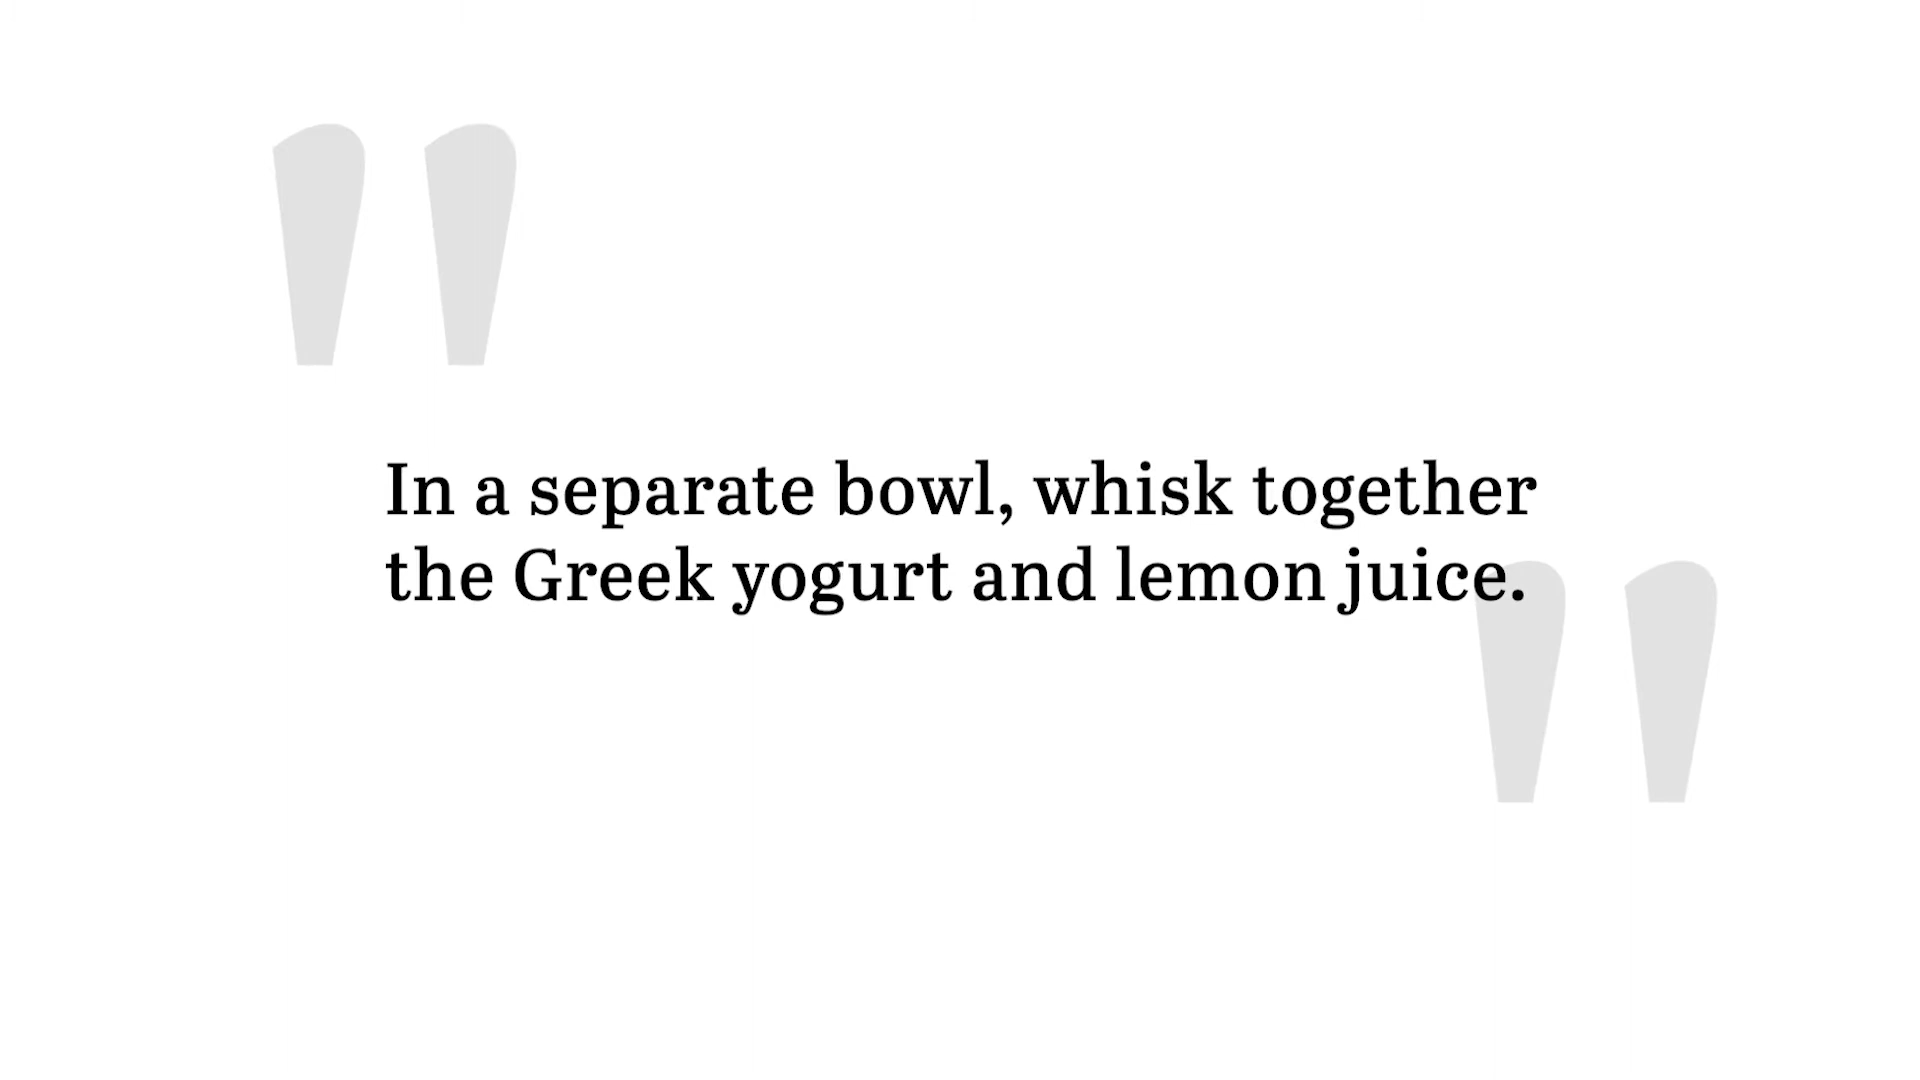 "
In a separate bowl, whisk together
the Greek yogurt and lemon juice.
"